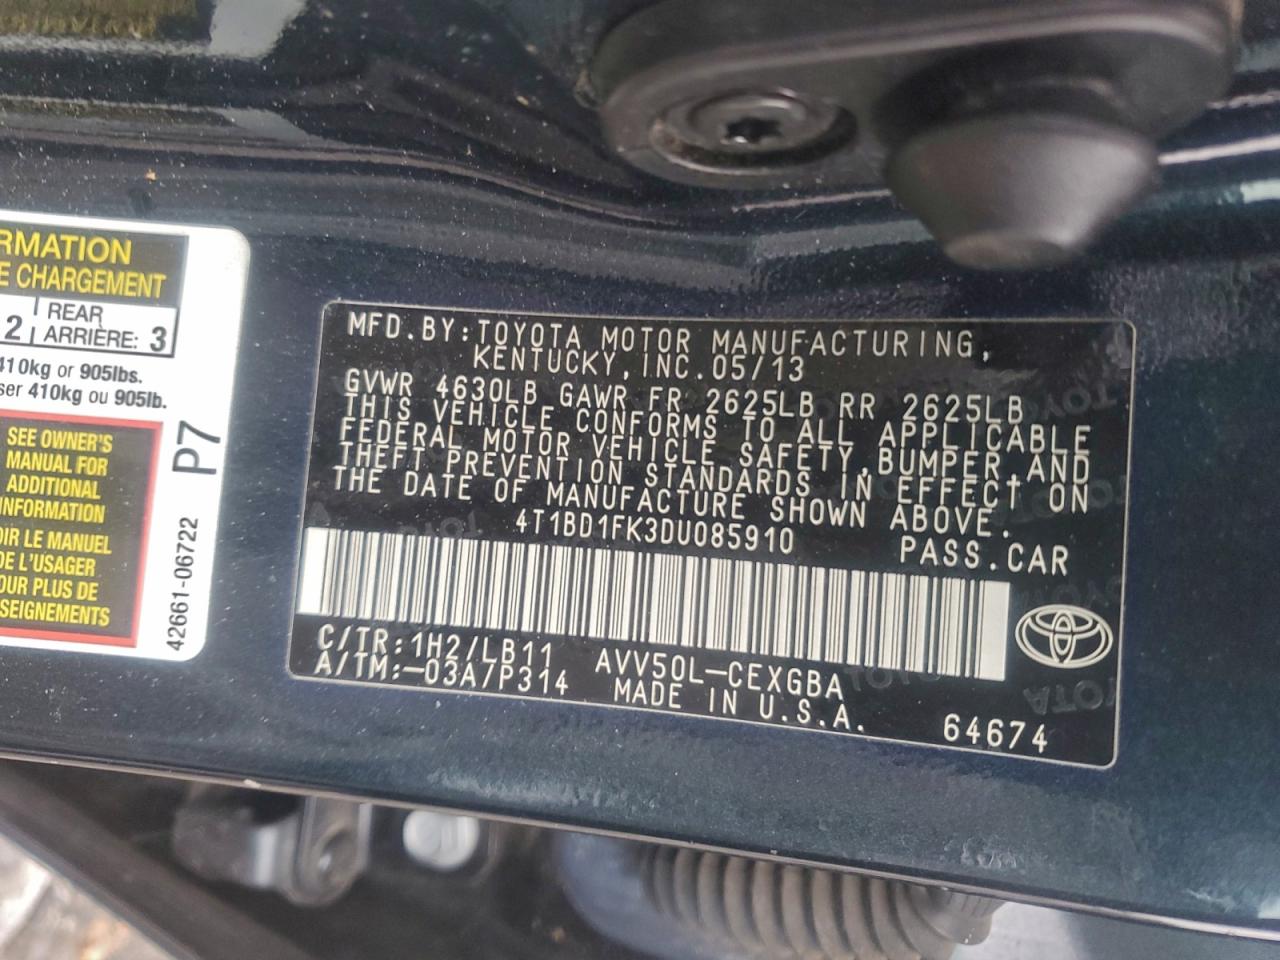 RMATION
E CHARGEMENT
2 REAR
ARRIÈRE: 3
410kg or 905lbs.
ser 410kg ou 905lb.
SEE OWNER'S
MANUAL FOR
ADDITIONAL
INFORMATION
OIR LE MANUEL
DE L'USAGER
OUR PLUS DE
SEIGNEMENTS
P7
42661-06722
MFD.BY:TOYOTA MOTOR MANUFACTURING,
KENTUCKY,INC.05/13
GVWR 4630LB GAWR FR 2625LB RR 2625LB
THIS VEHICLE CONFORMS TO ALL APPLICABLE
FEDERAL MOTOR VEHICLE SAFETY,BUMPER,AND
THEFT PREVENTION STANDARDS IN EFFECT ON
THE DATE OF MANUFACTURE SHOWN ABOVE.
4T1BD1FK3DU085910 PASS.CAR
C/TR:1H2/LB11 AVV50L-CEXGBA
A/TM:-03A/P314 MADE IN U.S.A.
64674